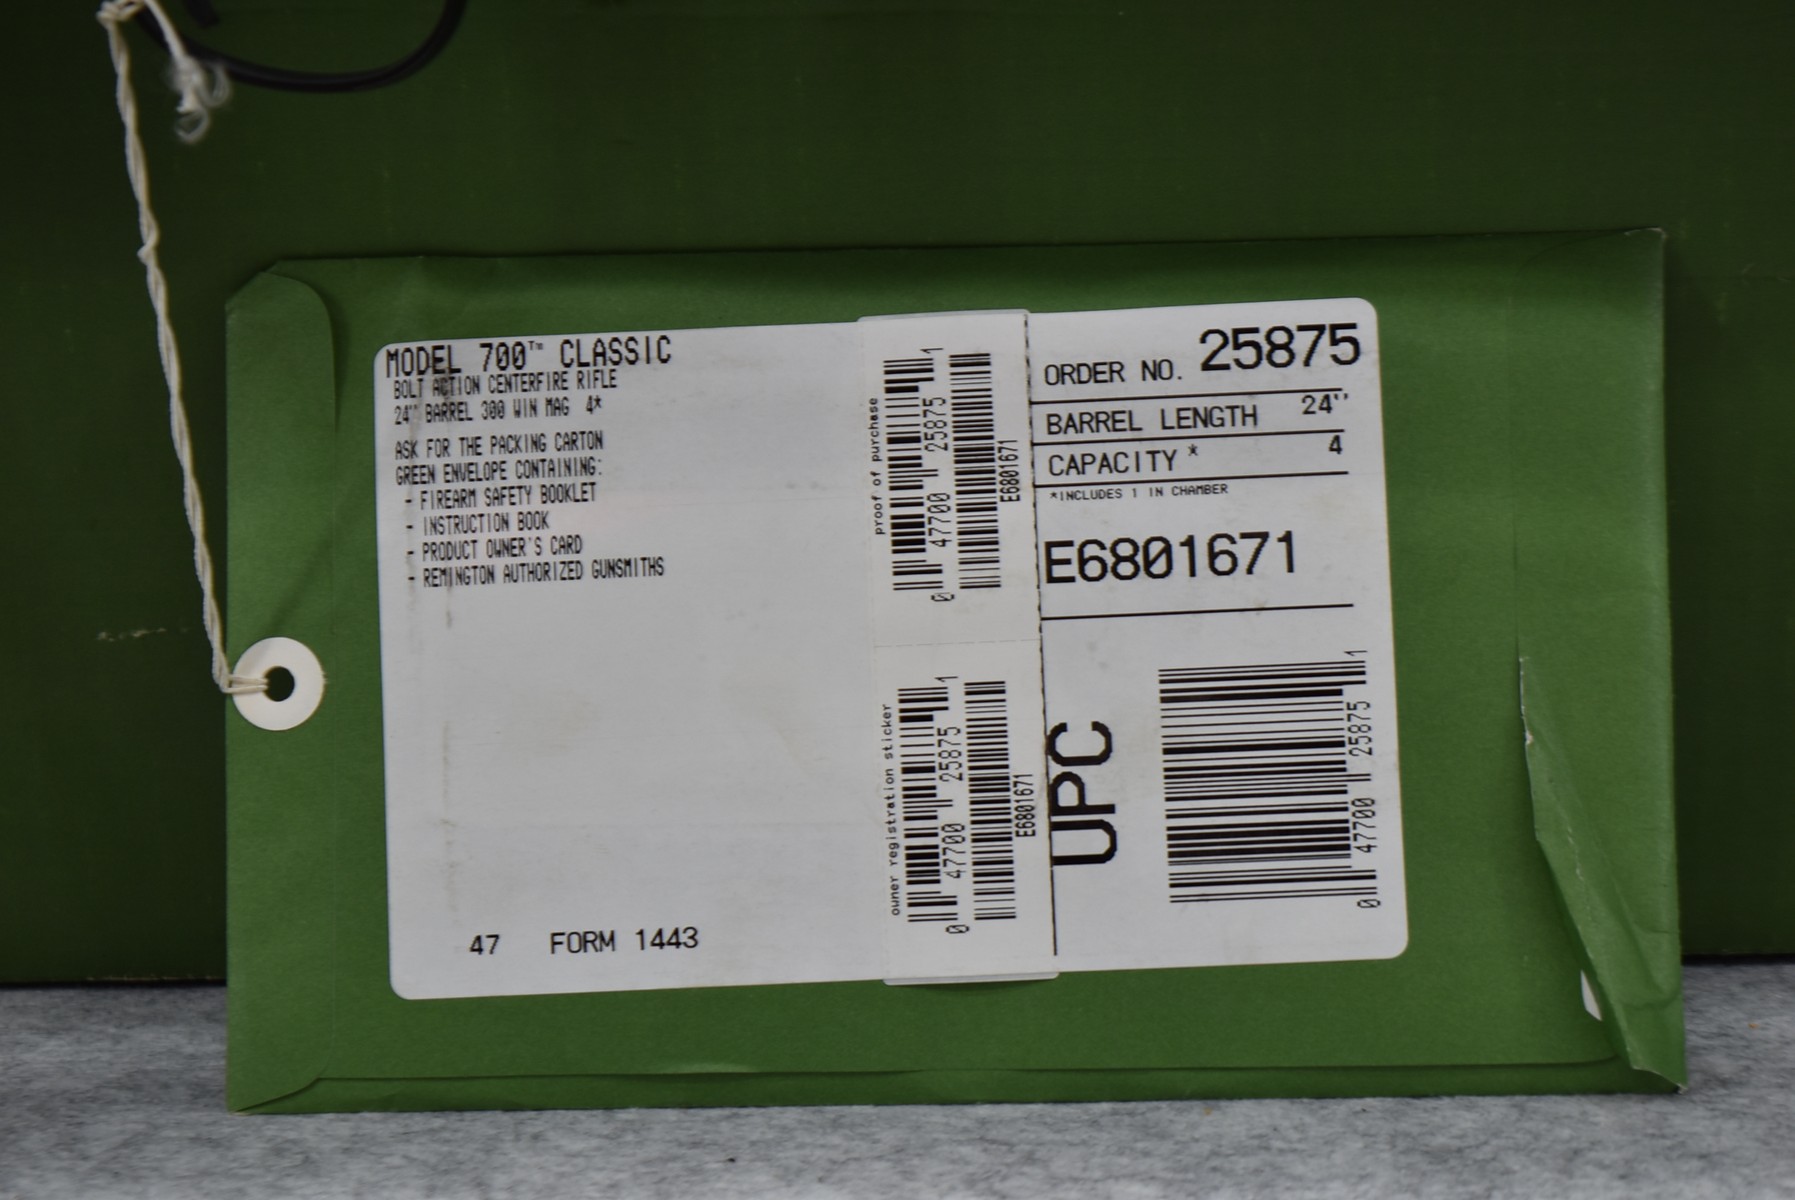 MODEL 700™ CLASSIC
BOLT ACTION CENTERFIRE RIFLE
24'' BARREL 300 WIN MAG 4*
ASK FOR THE PACKING CARTON
GREEN ENVELOPE CONTAINING:
- FIREARM SAFETY BOOKLET
- INSTRUCTION BOOK
- PRODUCT OWNER'S CARD
- REMINGTON AUTHORIZED GUNSMITHS
47 FORM 1443
proof of purchase
0 47700 25875 1
E6801671
owner registration sticker
0 47700 25875 1
E6801671
ORDER NO. 25875
BARREL LENGTH 24''
CAPACITY * 4
*INCLUDES 1 IN CHAMBER
E6801671
UPC
0 47700 25875 1